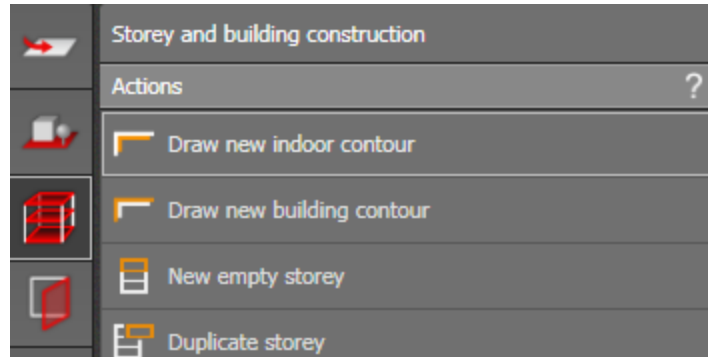 Storey and building construction
Actions ?
Draw new indoor contour
Draw new building contour
New empty storey
Duplicate storey